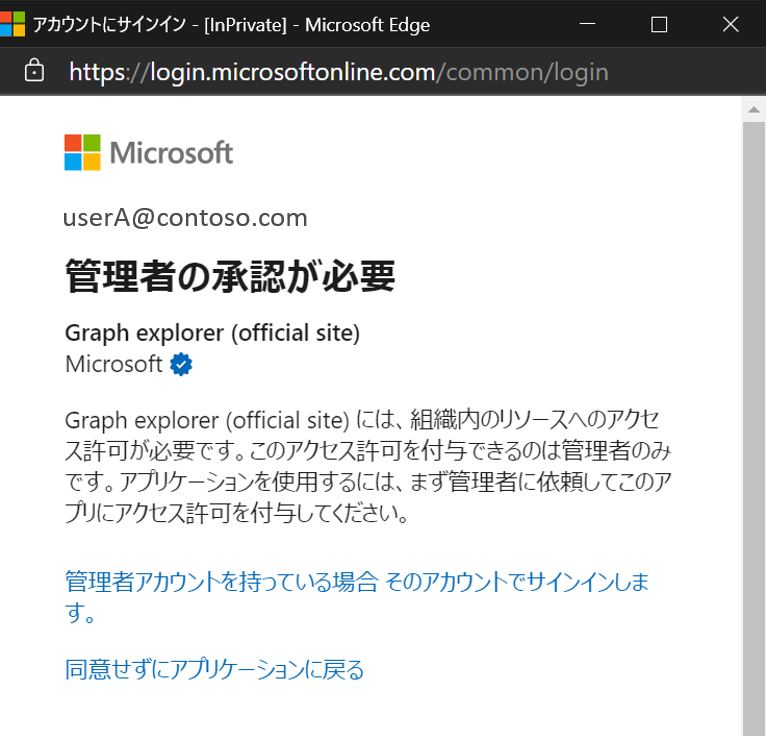 アカウントにサインイン - [InPrivate] - Microsoft Edge
https://login.microsoftonline.com/common/login
Microsoft
userA@contoso.com
管理者の承認が必要
Graph explorer (official site)
Microsoft
Graph explorer (official site) には、組織内のリソースへのアクセ
ス許可が必要です。このアクセス許可を付与できるのは管理者のみ
です。アプリケーションを使用するには、まず管理者に依頼してこのア
プリにアクセス許可を付与してください。
管理者アカウントを持っている場合 そのアカウントでサインインしま
す。
同意せずにアプリケーションに戻る